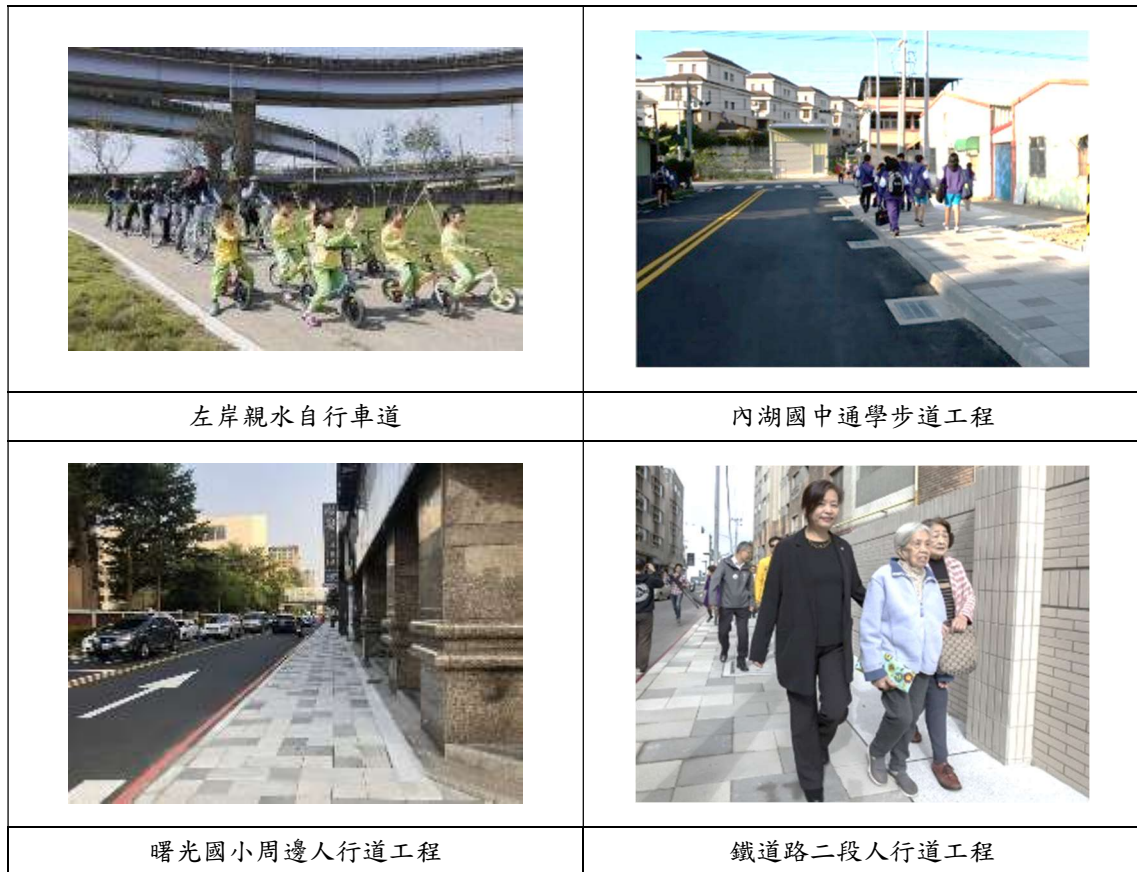 左岸親水自行車道
內湖國中通學步道工程
曙光國小周邊人行道工程
鐵道路二段人行道工程